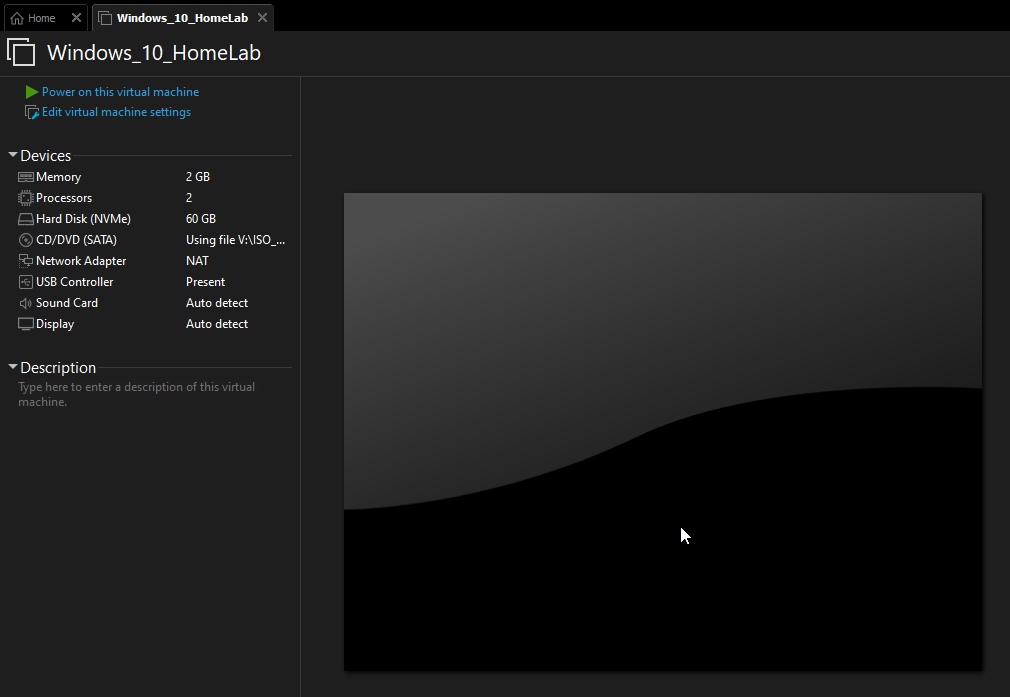 Home
Windows_10_HomeLab
Windows_10_HomeLab
Power on this virtual machine
Edit virtual machine settings
Devices
Memory 2 GB
Processors 2
Hard Disk (NVMe) 60 GB
CD/DVD (SATA) Using file V:\ISO_...
Network Adapter NAT
USB Controller Present
Sound Card Auto detect
Display Auto detect
Description
Type here to enter a description of this virtual
machine.